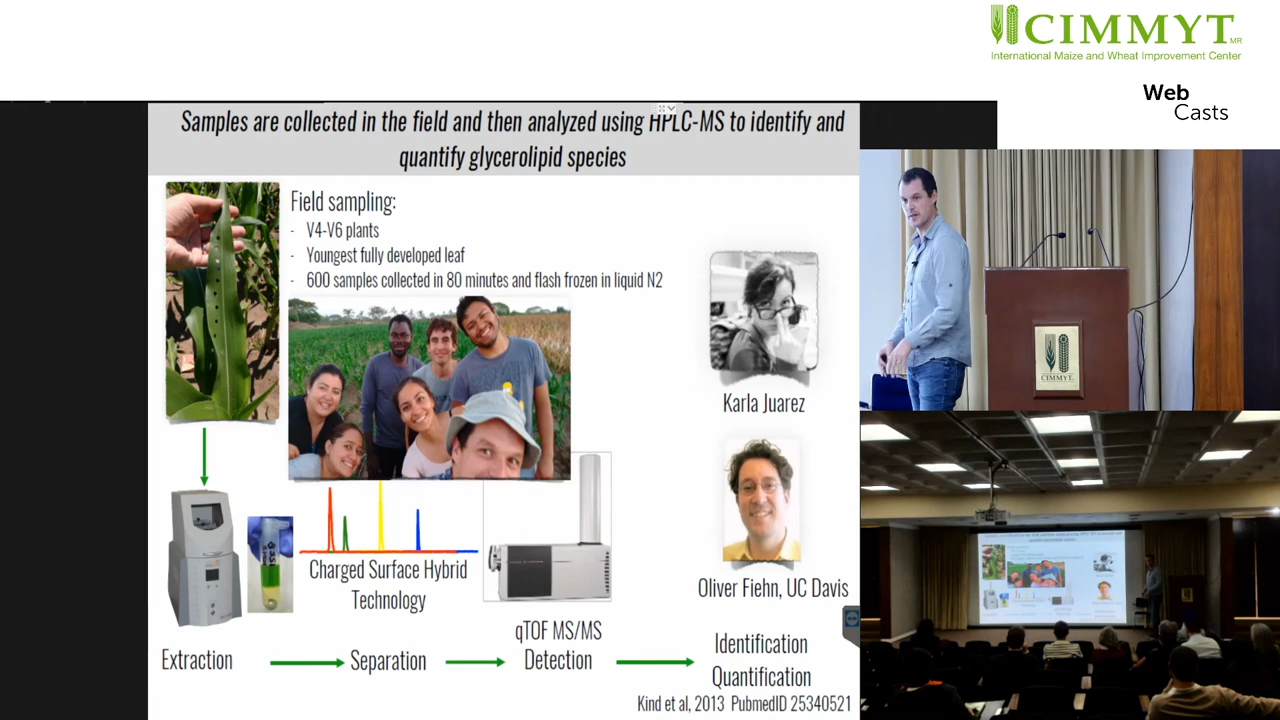 CIMMYT MR
International Maize and Wheat Improvement Center
Web
Casts
Samples are collected in the field and then analyzed using HPLC-MS to identify and
quantify glycerolipid species
Field sampling:
- V4-V6 plants
- Youngest fully developed leaf
- 600 samples collected in 80 minutes and flash frozen in liquid N2
Karla Juarez
Charged Surface Hybrid
Technology
Oliver Fiehn, UC Davis
qTOF MS/MS
Detection
Extraction
Separation
Identification
Quantification
Kind et al, 2013 PubmedID 25340521
CIMMYT